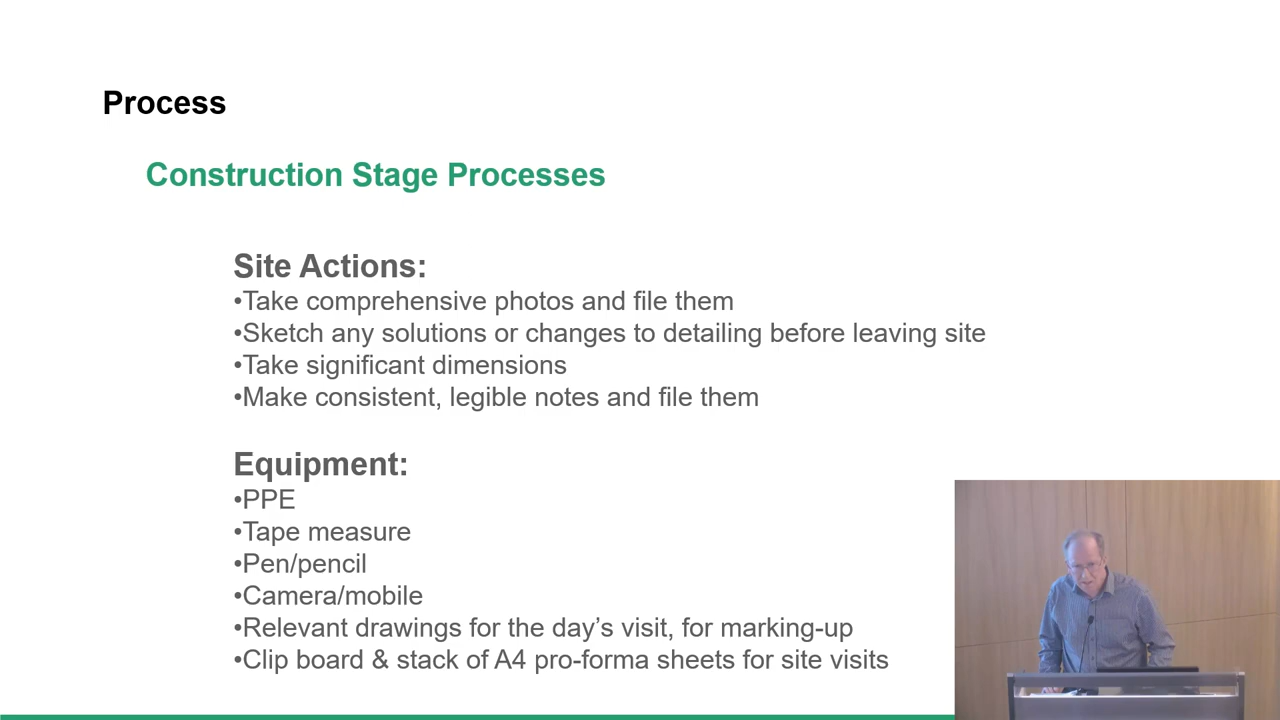 Process
Construction Stage Processes
Site Actions:
•Take comprehensive photos and file them
•Sketch any solutions or changes to detailing before leaving site
•Take significant dimensions
•Make consistent, legible notes and file them
Equipment:
•PPE
•Tape measure
•Pen/pencil
•Camera/mobile
•Relevant drawings for the day’s visit, for marking-up
•Clip board & stack of A4 pro-forma sheets for site visits